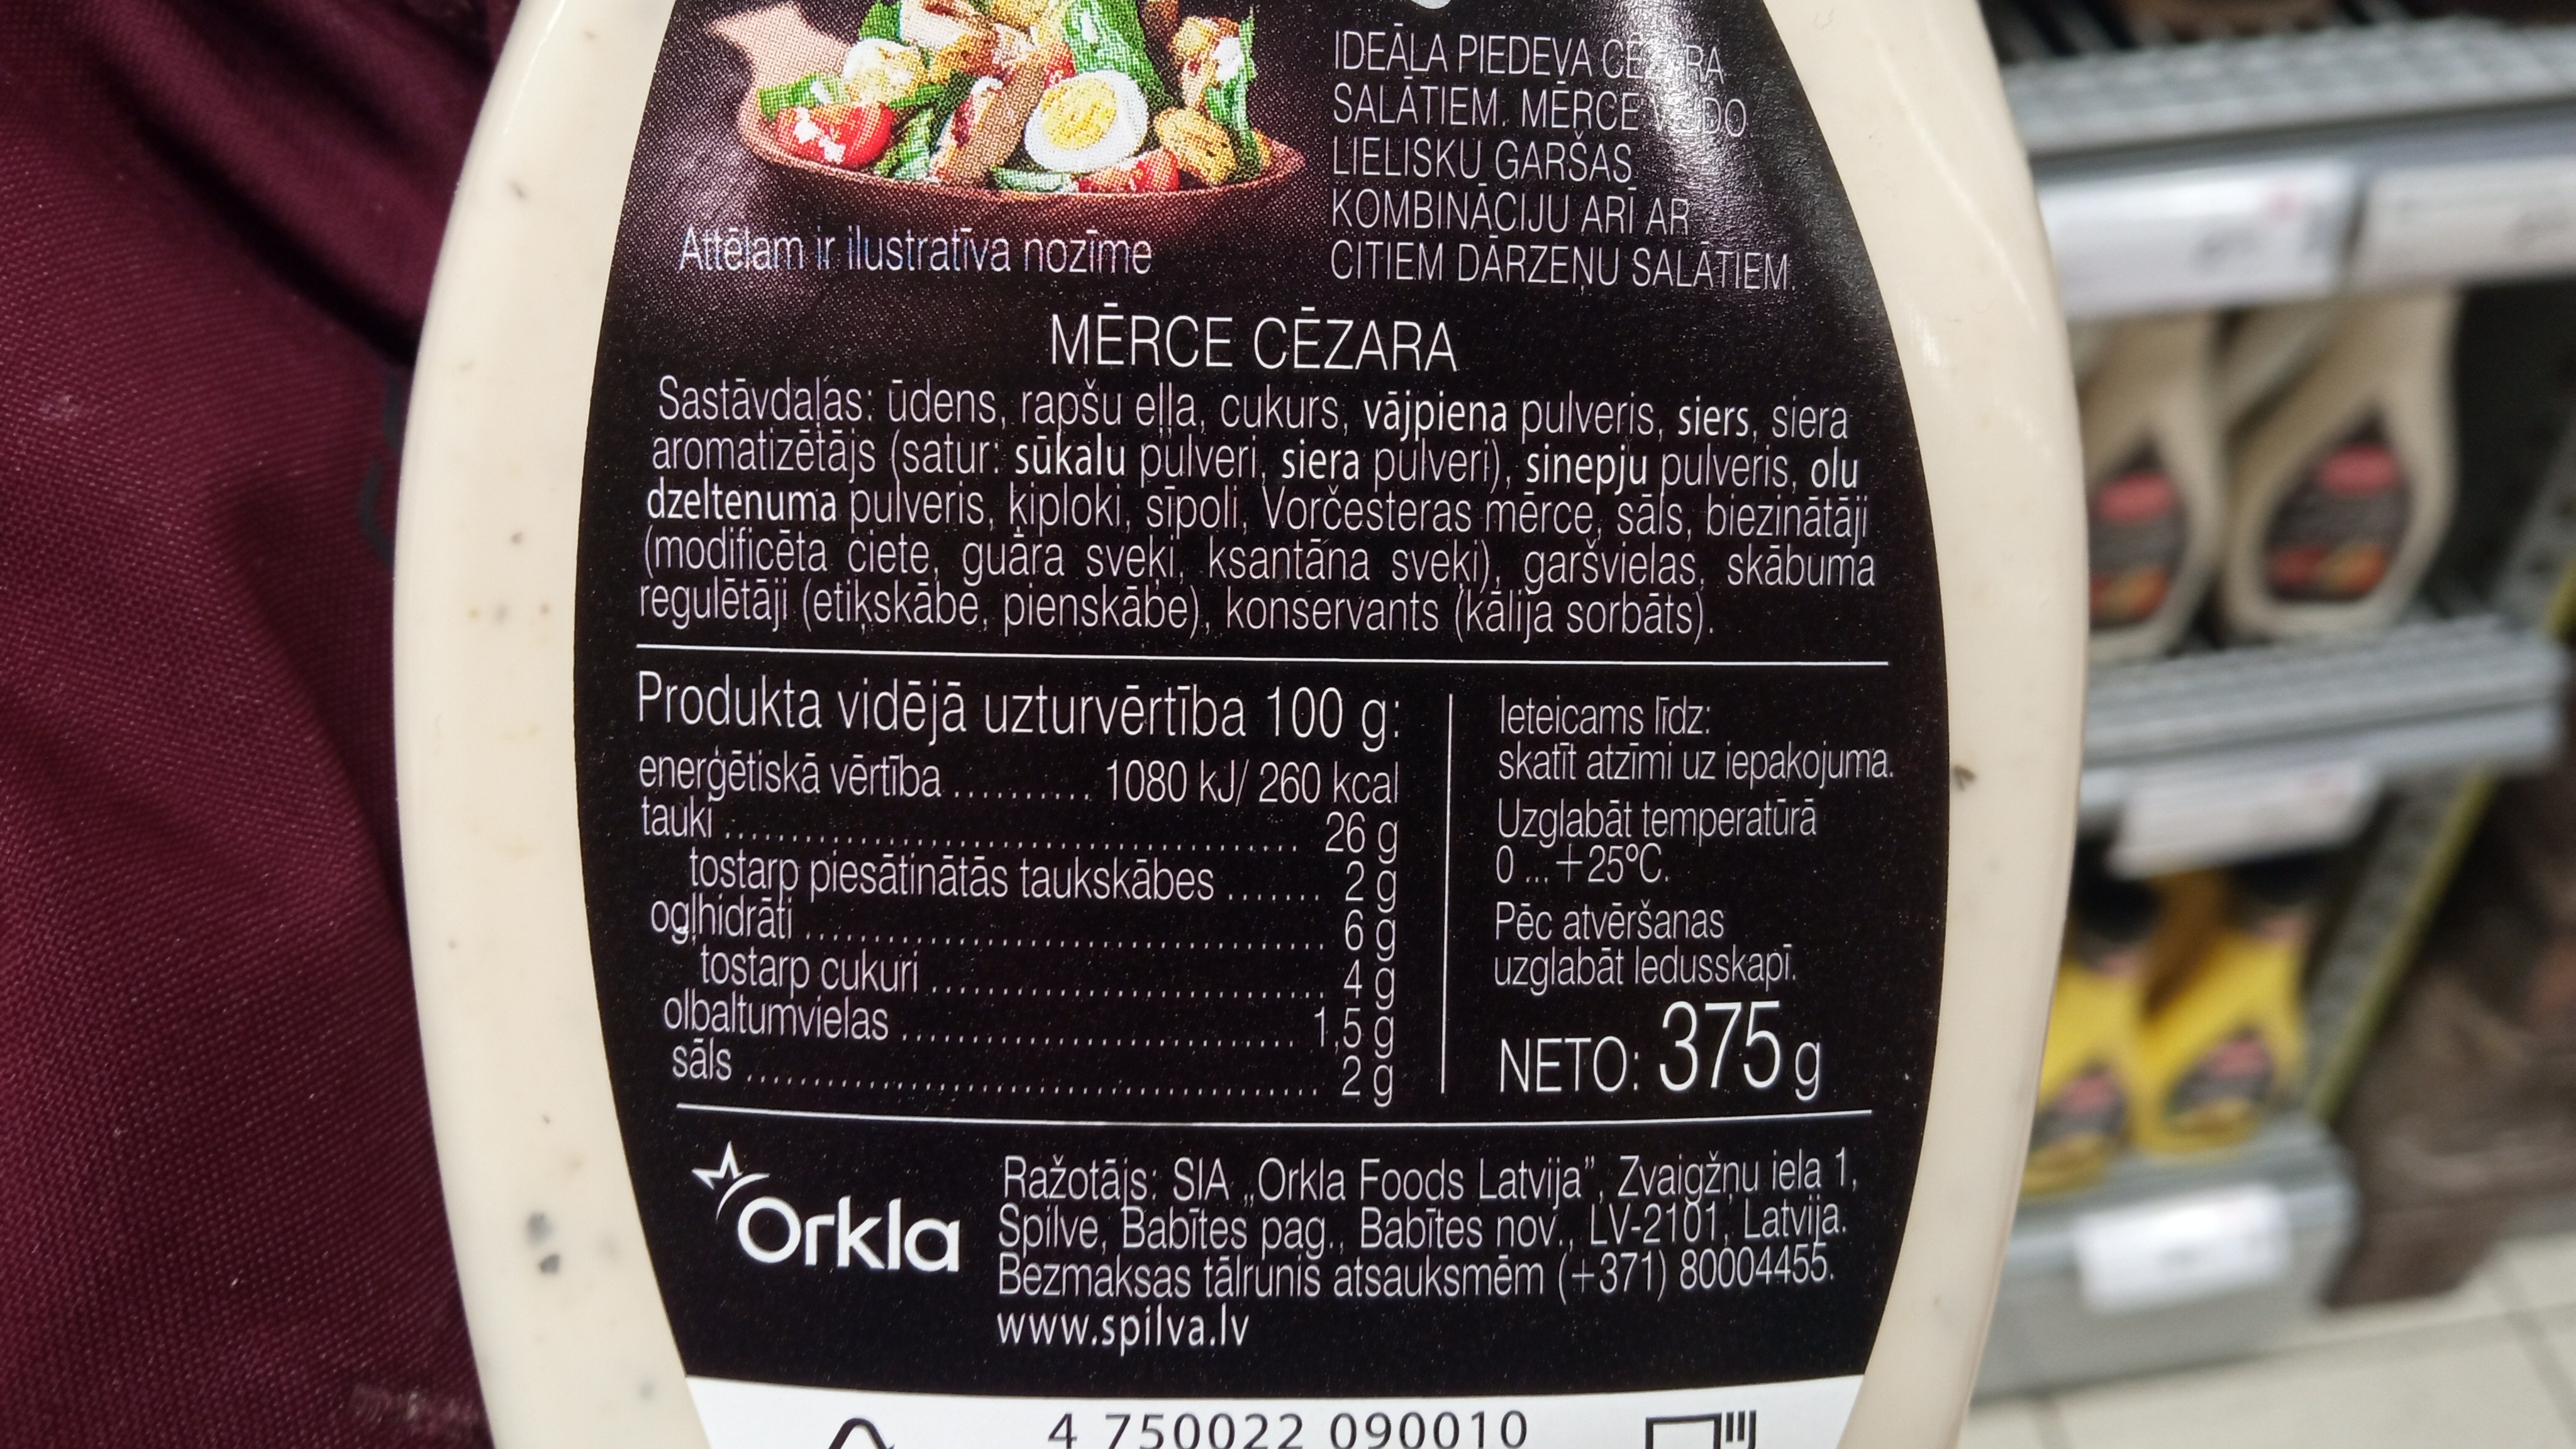 IDEĀLA PIEDEVA
SALĀTIEM. MĒRCE
LIELISKU GARŠAS
KOMBINĀCIJU ARĪ AR
CITIEM DĀRZEŅU SALĀTIEM.
Attēlam ir ilustratīva nozīme
MĒRCE CĒZARA
Sastāvdaļas: ūdens, rapšu eļļa, cukurs, vājpiena pulveris, siers, siera
aromatizētājs (satur: sūkalu pulveri, siera pulveri), sinepju pulveris, olu
dzeltenuma pulveris, ķiploki, sīpoli, Vorčesteras mērce, sāls, biezinātāji
(modificēta ciete, guāra sveķi, ksantāna sveķi), garšvielas, skābuma
regulētāji (etiķskābe, pienskābe), konservants (kālija sorbāts).
Produkta vidējā uzturvērtība 100 g:
enerģētiskā vērtība .......... 1080 kJ/ 260 kcal
tauki ........................................ 26 g
tostarp piesātinātās taukskābes ....... 2 g
ogļhidrāti .................................... 6 g
tostarp cukuri .............................. 4 g
olbaltumvielas .............................. 1,5 g
sāls ........................................... 2 g
Ieteicams līdz:
skatīt atzīmi uz iepakojuma.
Uzglabāt temperatūrā
0 ... +25°C.
Pēc atvēršanas
uzglabāt ledusskapī.
NETO: 375 g
Orkla
Ražotājs: SIA „Orkla Foods Latvija”, Zvaigžņu iela 1,
Spilve, Babītes pag., Babītes nov., LV-2101, Latvija.
Bezmaksas tālrunis atsauksmēm (+371) 80004455.
www.spilva.lv
4 750022 090010